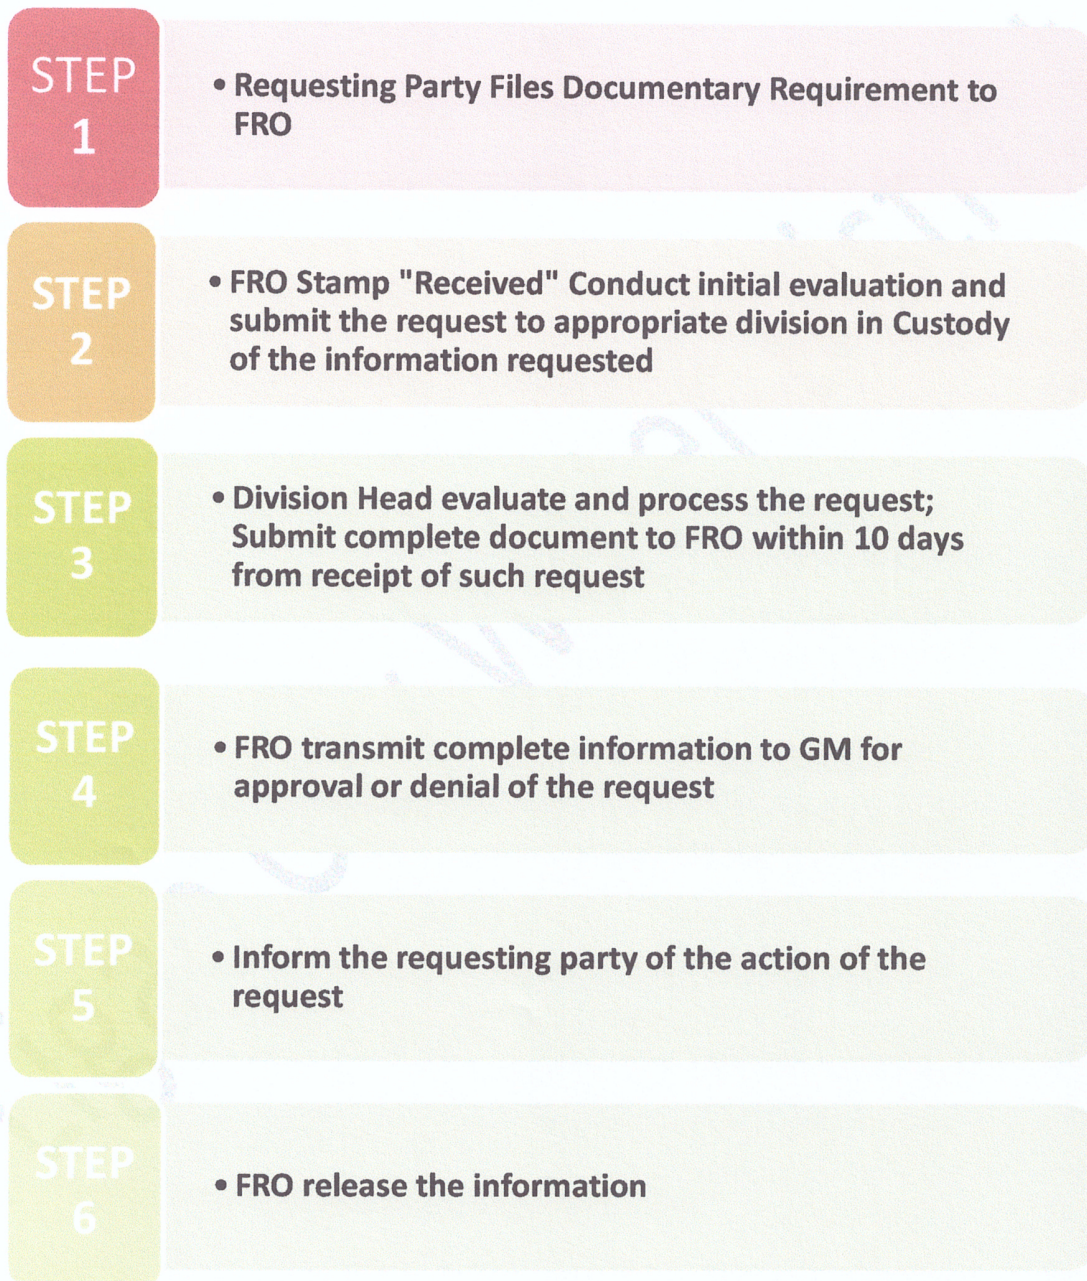 STEP
1
• Requesting Party Files Documentary Requirement to
FRO
STEP
2
• FRO Stamp "Received" Conduct initial evaluation and
submit the request to appropriate division in Custody
of the information requested
STEP
3
• Division Head evaluate and process the request;
Submit complete document to FRO within 10 days
from receipt of such request
STEP
4
• FRO transmit complete information to GM for
approval or denial of the request
STEP
5
• Inform the requesting party of the action of the
request
STEP
6
• FRO release the information